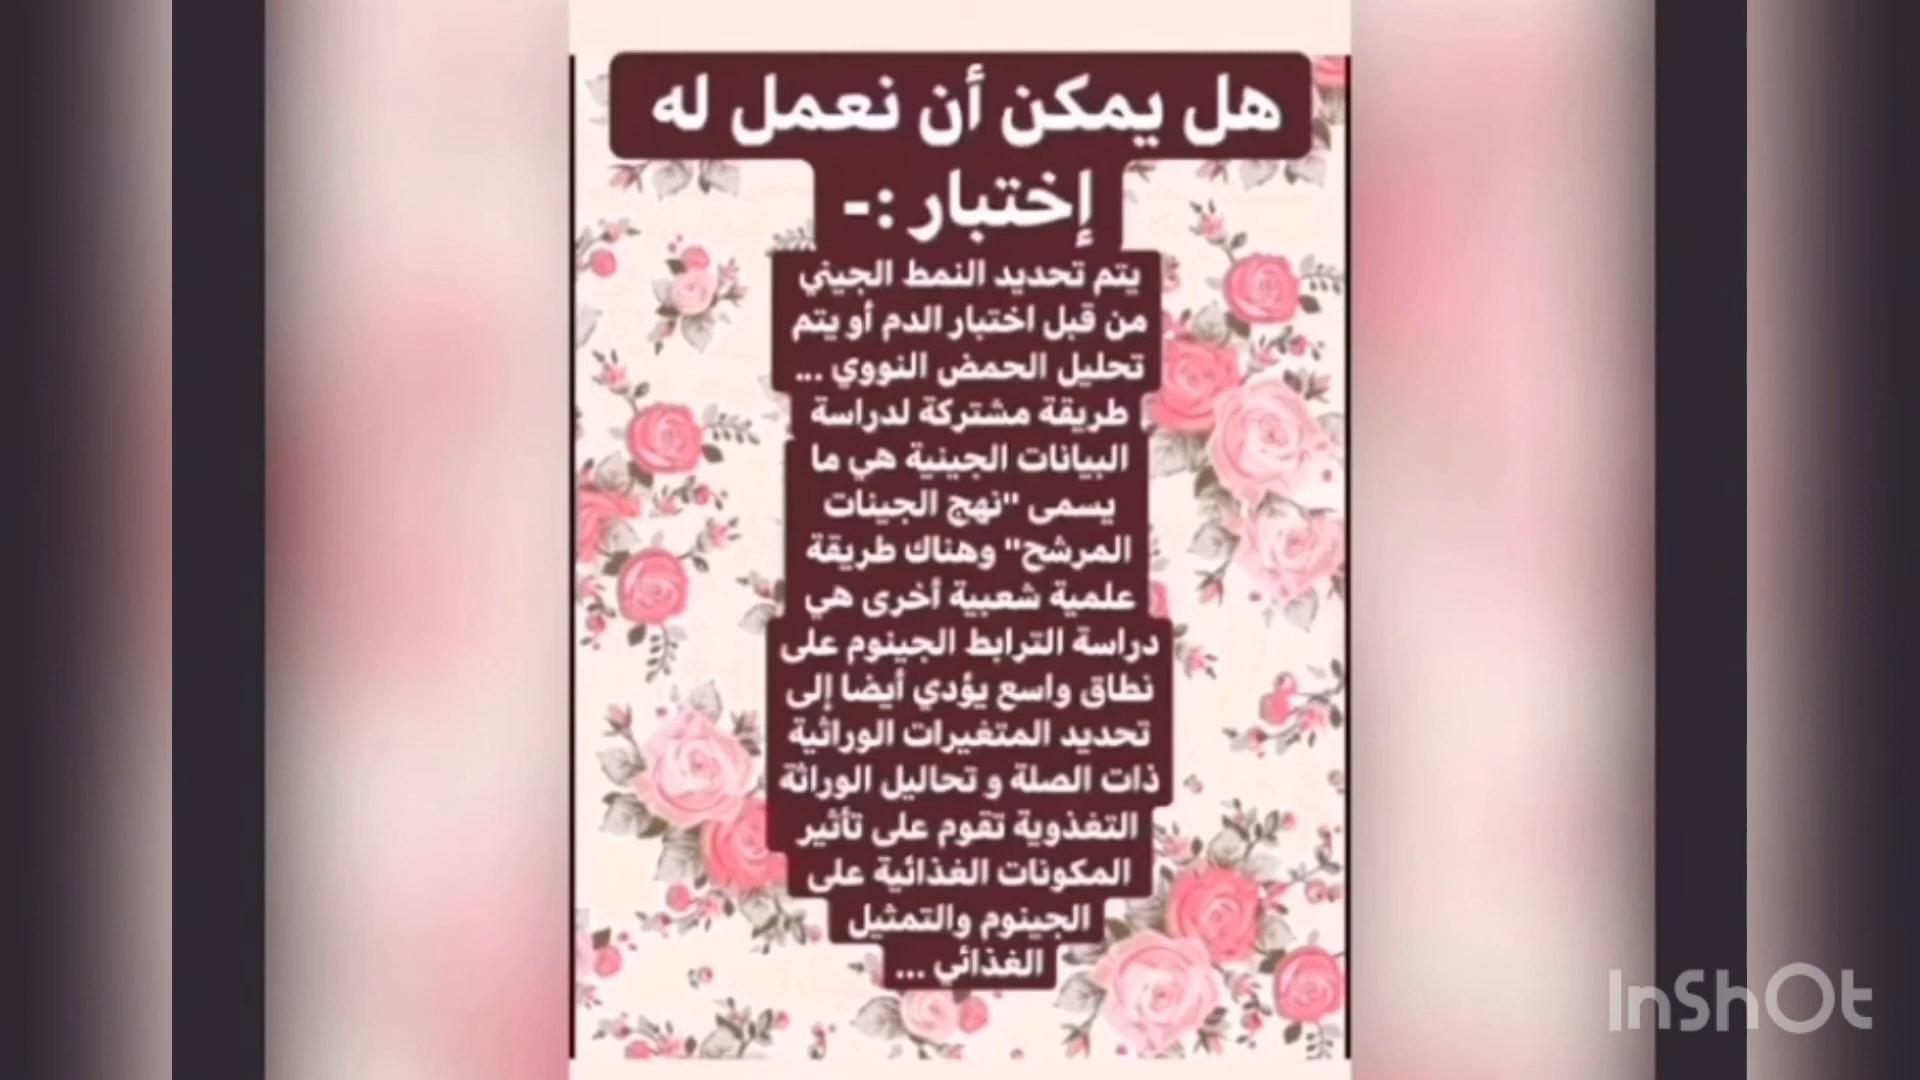 هل يمكن أن نعمل له
إختبار :-
يتم تحديد النمط الجيني
من قبل اختبار الدم أو يتم
تحليل الحمض النووي ...
طريقة مشتركة لدراسة
البيانات الجينية هي ما
يسمى "نهج الجينات
المرشح" وهناك طريقة
علمية شعبية أخرى هي
دراسة الترابط الجينوم على
نطاق واسع يؤدي أيضا إلى
تحديد المتغيرات الوراثية
ذات الصلة و تحاليل الوراثة
التغذوية تقوم على تأثير
المكونات الغذائية على
الجينوم والتمثيل
الغذائي ...
InShOt